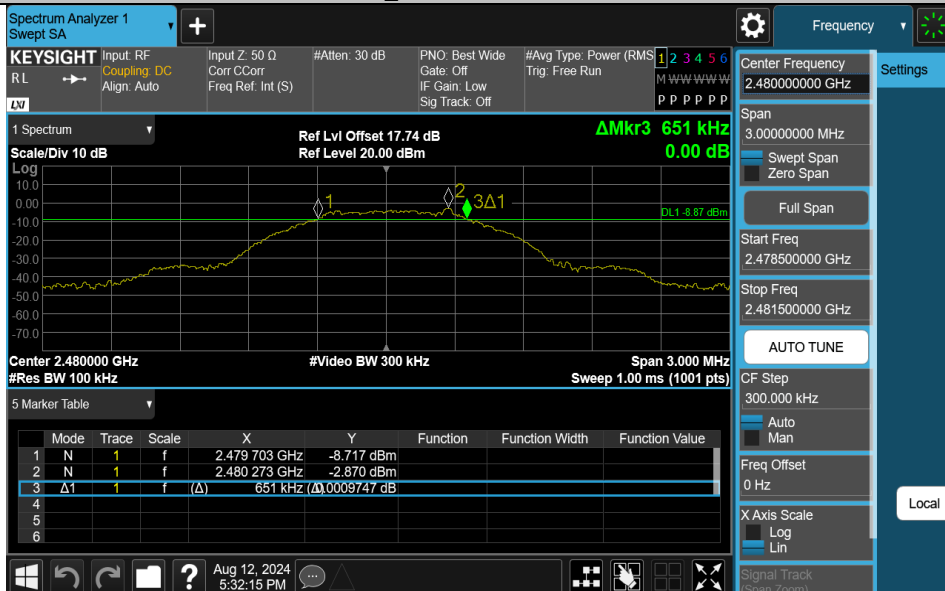 Spectrum Analyzer 1
Swept SA
+
Frequency
KEYSIGHT
RL
LXI
Input: RF
Coupling: DC
Align: Auto
Input Z: 50 Ω
Corr CCorr
Freq Ref: Int (S)
#Atten: 30 dB
PNO: Best Wide
Gate: Off
IF Gain: Low
Sig Track: Off
#Avg Type: Power (RMS
Trig: Free Run
1 2 3 4 5 6
M W W W W W
P P P P P P
1 Spectrum
Scale/Div 10 dB
Log
Ref Lvl Offset 17.74 dB
Ref Level 20.00 dBm
ΔMkr3 651 kHz
0.00 dB
10.0
0.00
-10.0
-20.0
-30.0
-40.0
-50.0
-60.0
-70.0
1
2
3Δ1
DL1 -8.87 dBm
Center 2.480000 GHz
#Video BW 300 kHz
Span 3.000 MHz
#Res BW 100 kHz
Sweep 1.00 ms (1001 pts)
5 Marker Table
Mode Trace Scale X Y Function Function Width Function Value
1 N 1 f 2.479 703 GHz -8.717 dBm
2 N 1 f 2.480 273 GHz -2.870 dBm
3 Δ1 1 f (Δ) 651 kHz (Δ) 0.0009747 dB
4
5
6
Aug 12, 2024
5:32:15 PM
?
Center Frequency
2.480000000 GHz
Span
3.00000000 MHz
Swept Span
Zero Span
Full Span
Start Freq
2.478500000 GHz
Stop Freq
2.481500000 GHz
AUTO TUNE
CF Step
300.000 kHz
Auto
Man
Freq Offset
0 Hz
X Axis Scale
Log
Lin
Signal Track
(Span Zoom)
Settings
Local